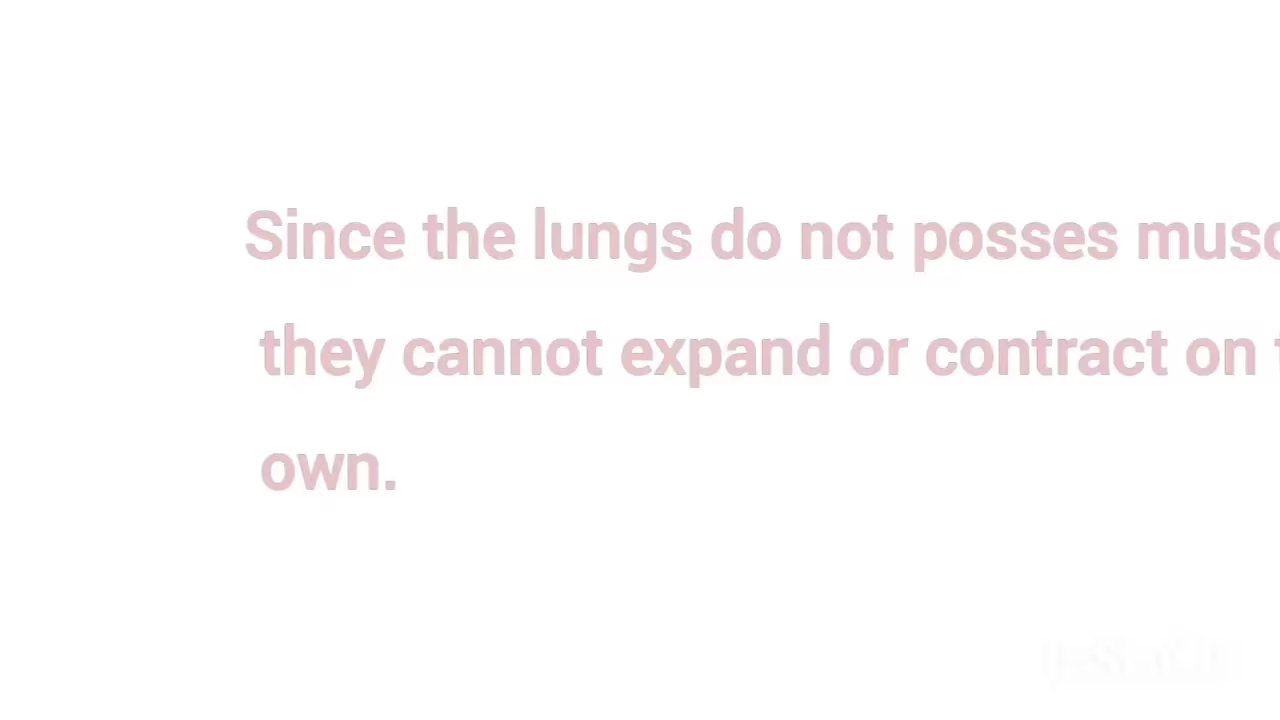 Since the lungs do not posses musc
they cannot expand or contract on t
own.